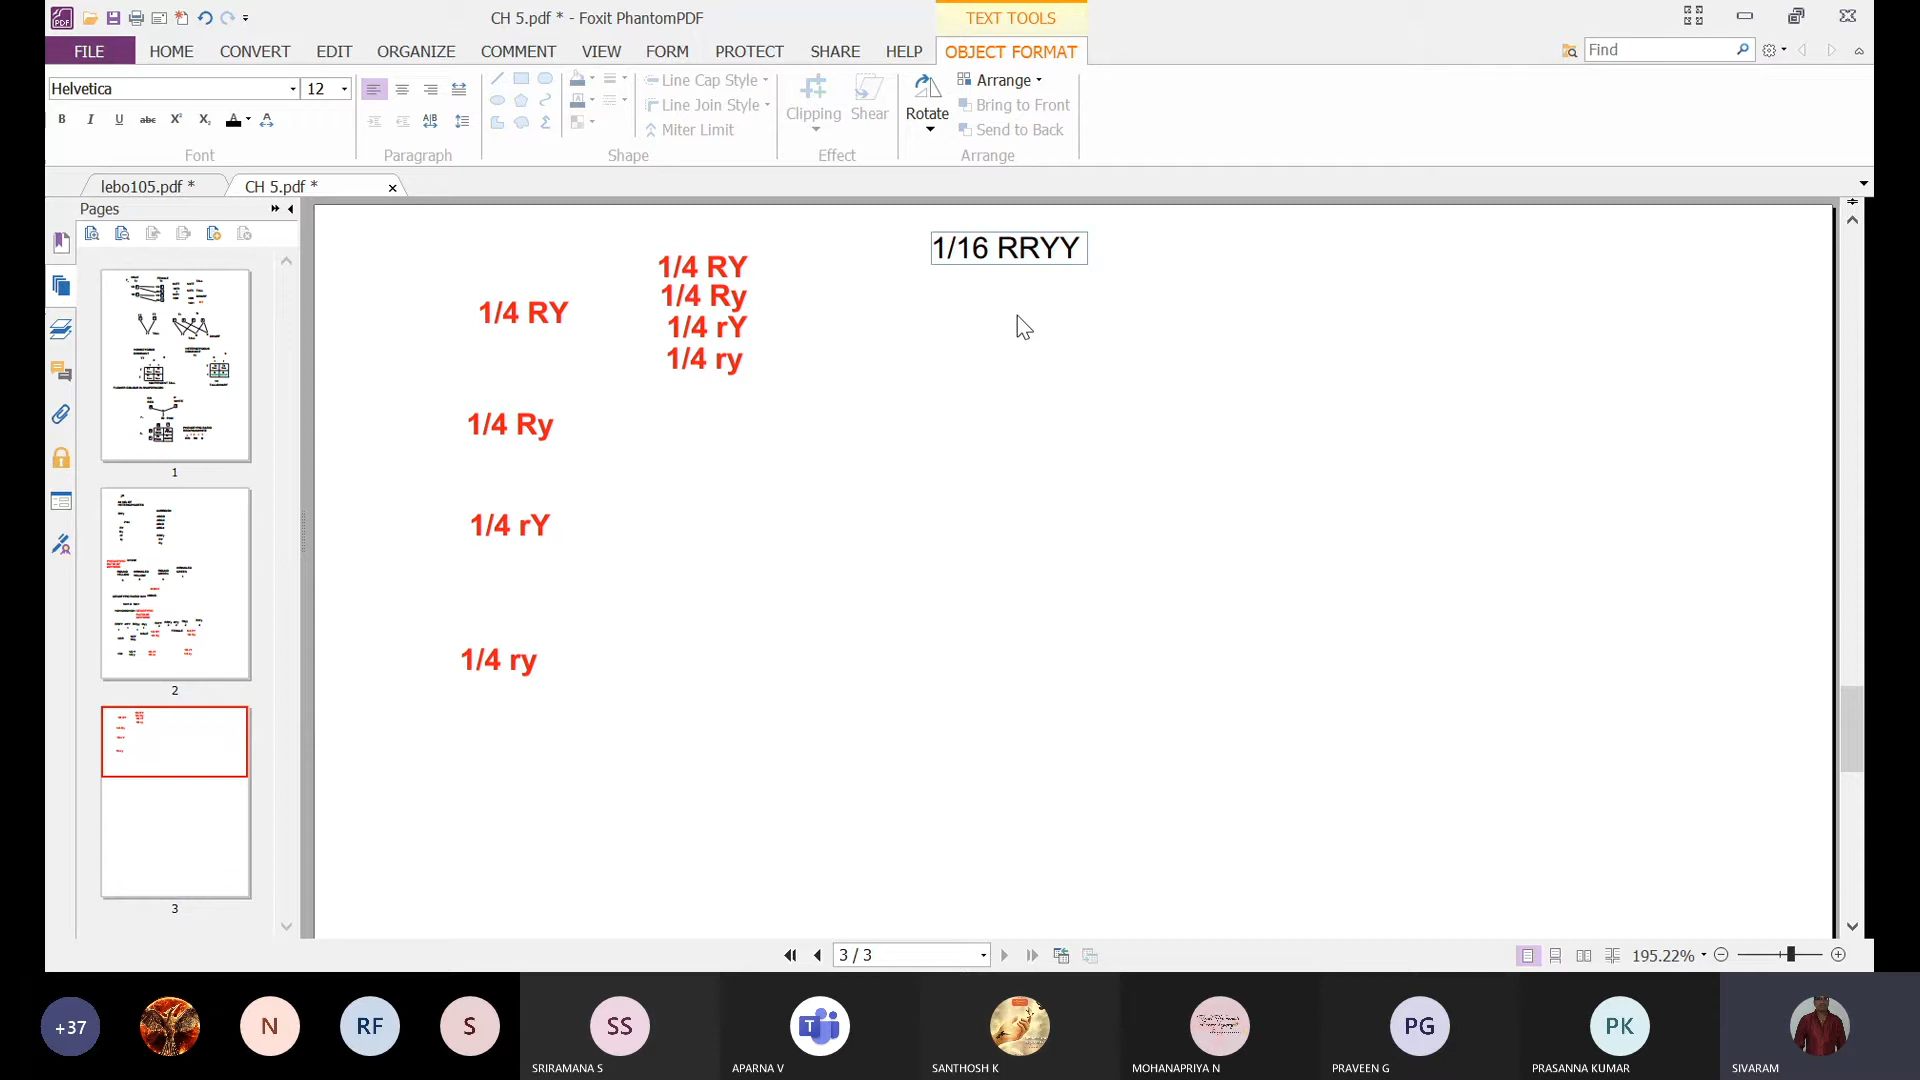 CH 5.pdf * - Foxit PhantomPDF
TEXT TOOLS
FILE
HOME
CONVERT
EDIT
ORGANIZE
COMMENT
VIEW
FORM
PROTECT
SHARE
HELP
OBJECT FORMAT
Find
Helvetica
12
Line Cap Style
Line Join Style
Miter Limit
Clipping
Shear
Rotate
Arrange
Bring to Front
Send to Back
Font
Paragraph
Shape
Effect
Arrange
lebo105.pdf *
CH 5.pdf *
Pages
1
2
3
1/16 RRYY
1/4 RY
1/4 Ry
1/4 rY
1/4 ry
1/4 RY
1/4 Ry
1/4 rY
1/4 ry
3 / 3
195.22%
+37
N
RF
S
SS
T
PG
PK
SRIRAMANA S
APARNA V
SANTHOSH K
MOHANAPRIYA N
PRAVEEN G
PRASANNA KUMAR
SIVARAM